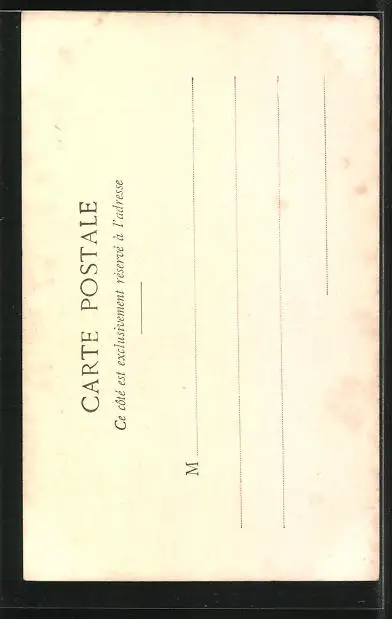 CARTE POSTALE
Ce côté est exclusivement réservé à l'adresse
M